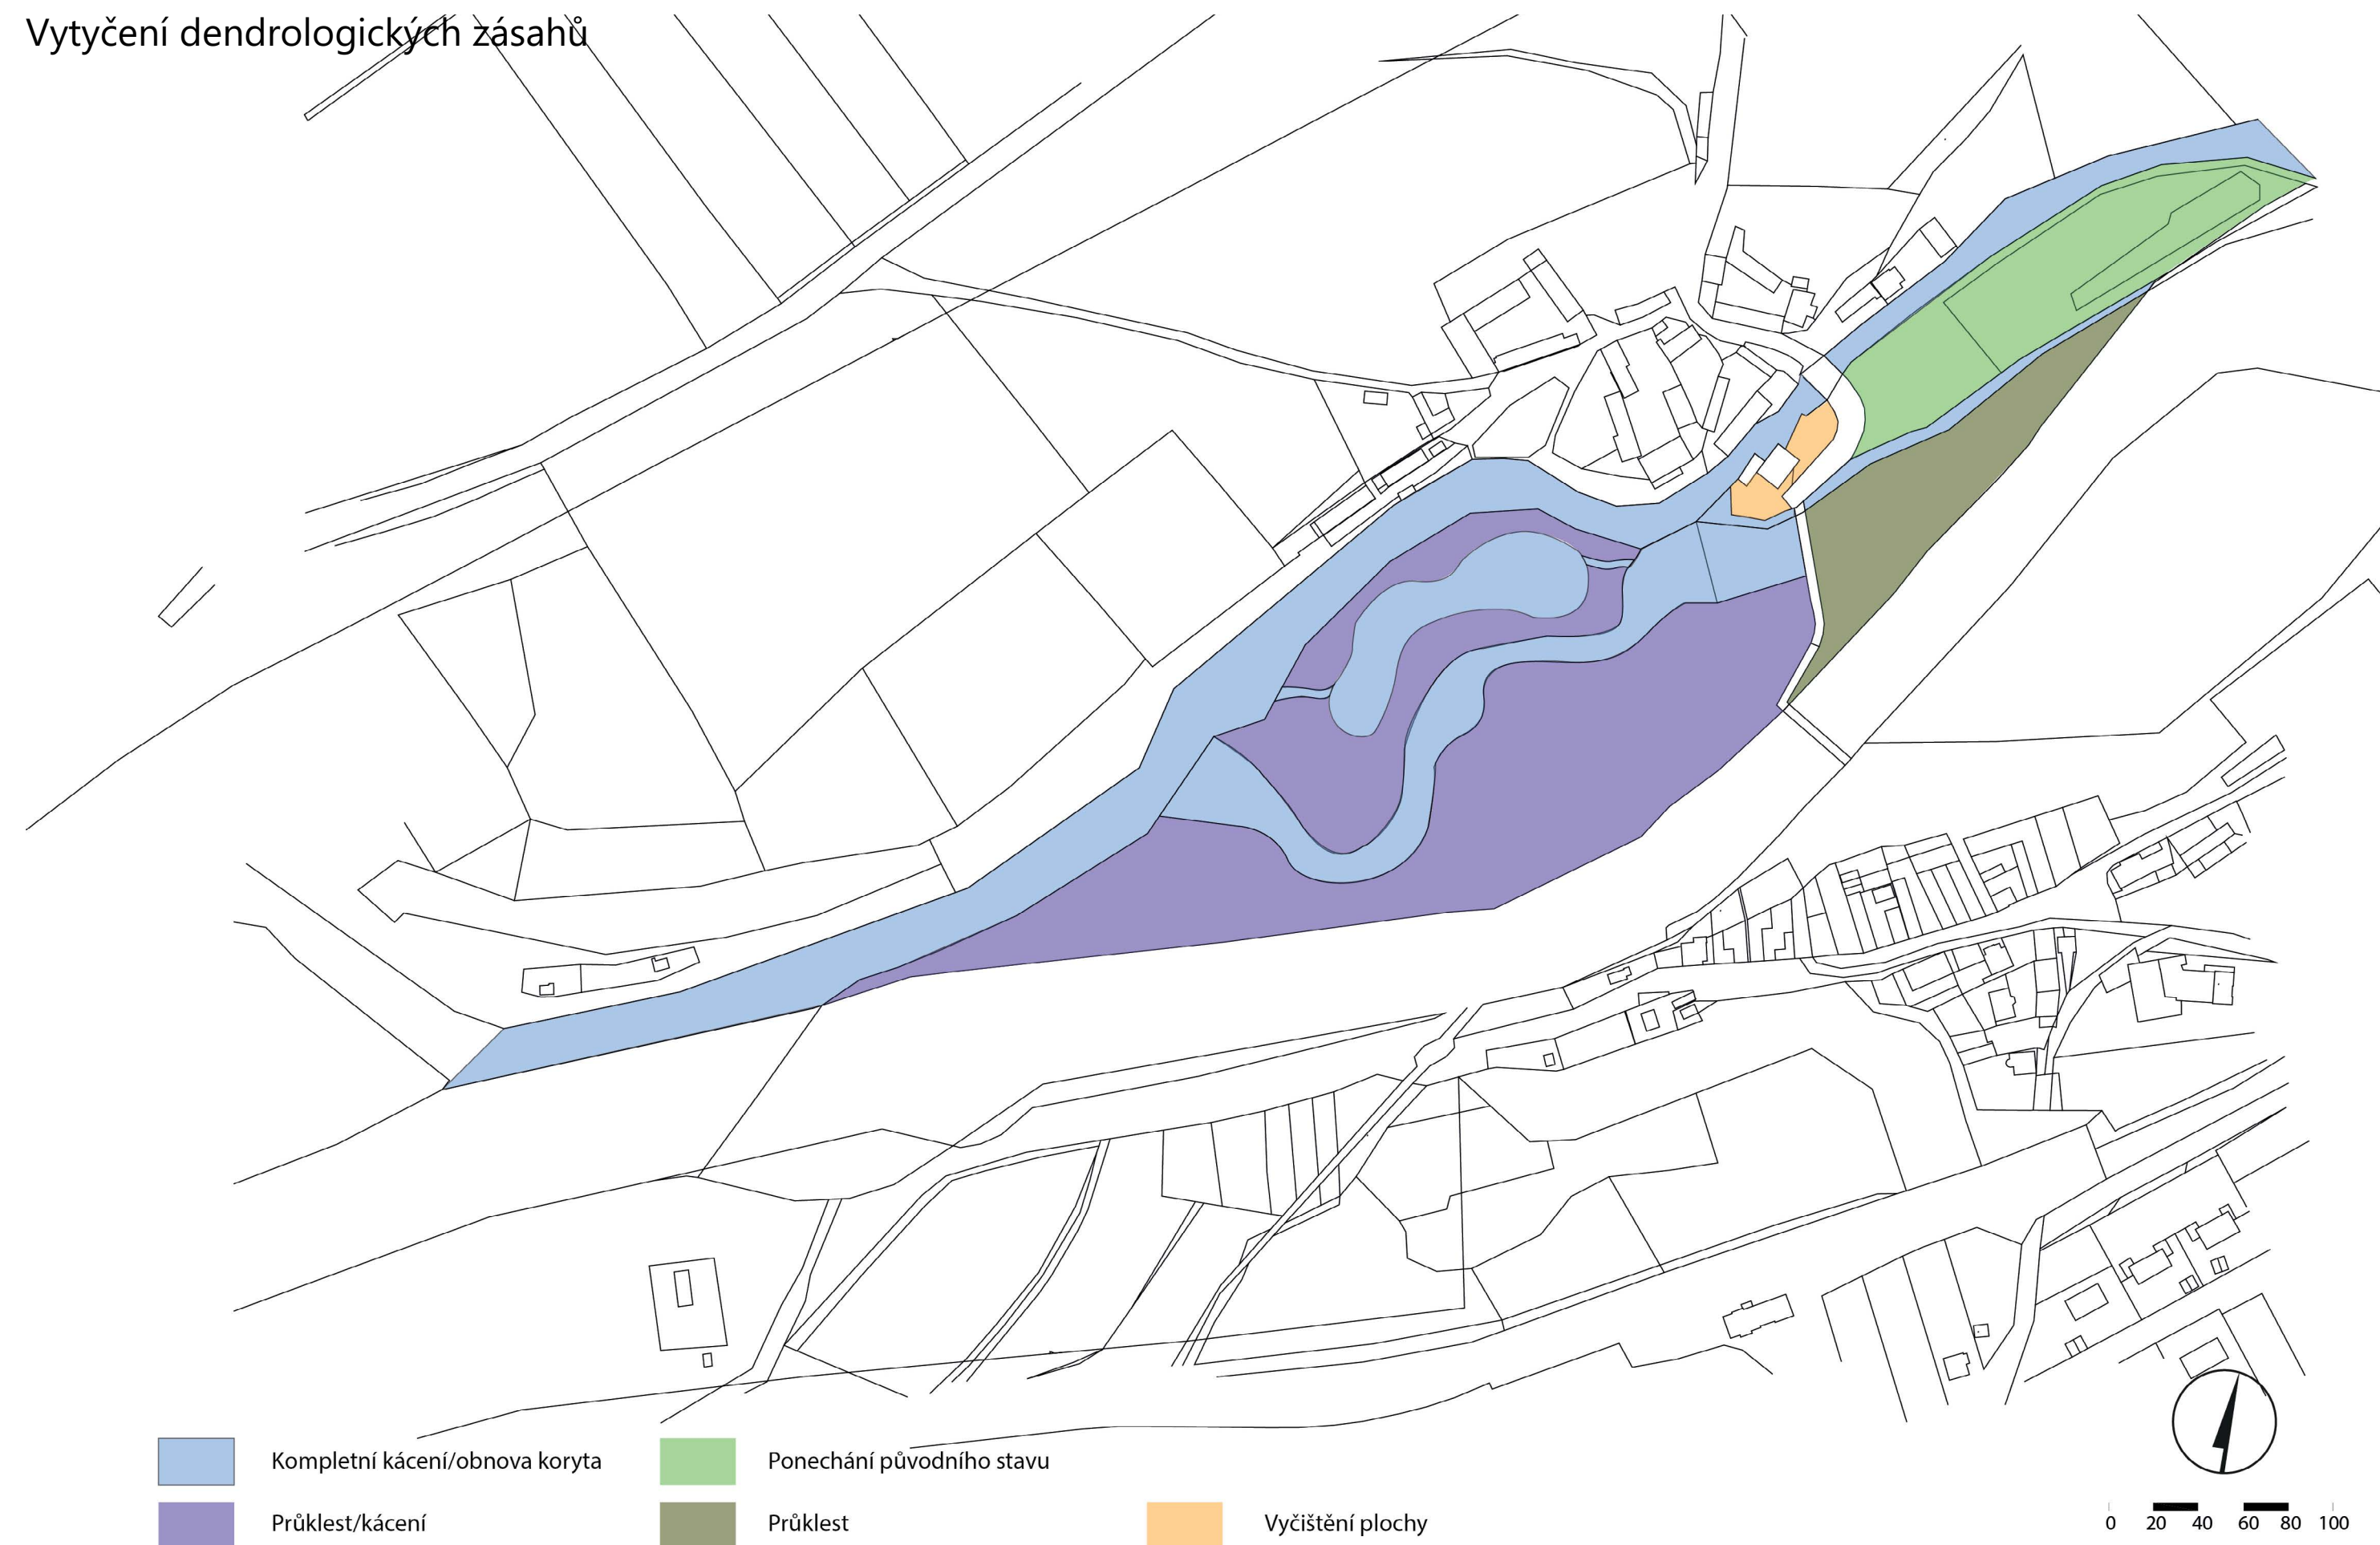 Vytyčení dendrologických zásahů
Kompletní kácení/obnova koryta
Ponechání původního stavu
Průklest/kácení
Průklest
Vyčištění plochy
0 20 40 60 80 100